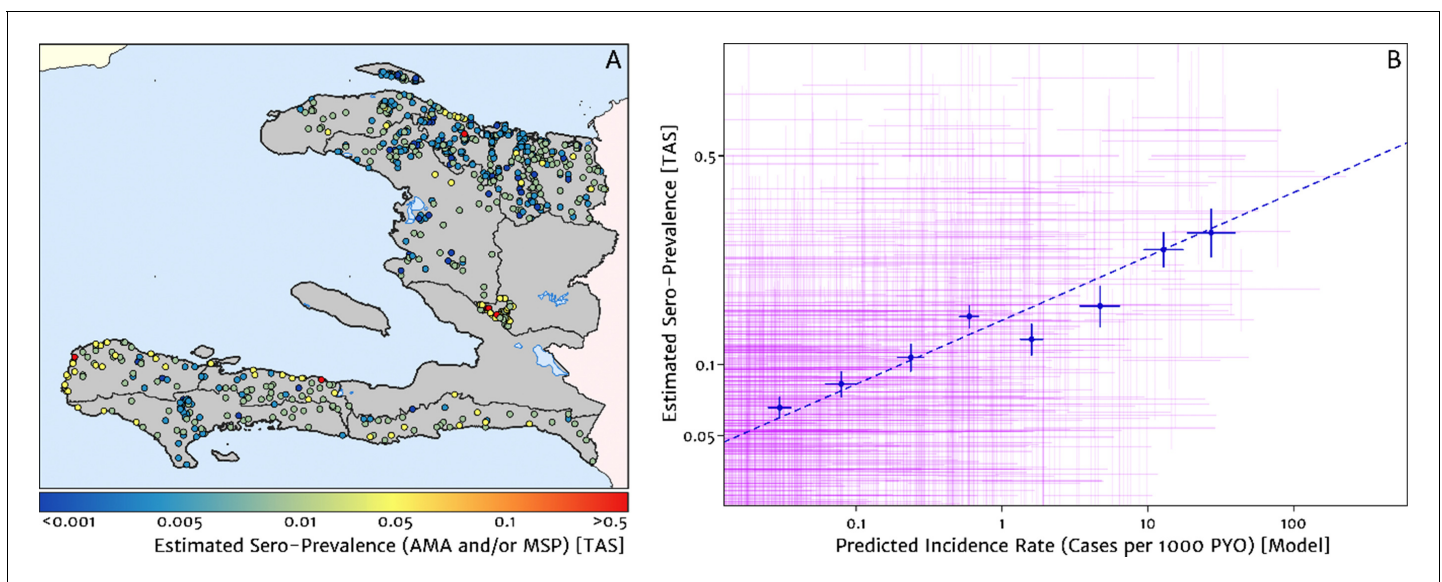 A
<0.001 0.005 0.01 0.05 0.1 >0.5
Estimated Sero-Prevalence (AMA and/or MSP) [TAS]
B
Estimated Sero-Prevalence [TAS]
0.5
0.1
0.05
0.1 1 10 100
Predicted Incidence Rate (Cases per 1000 PYO) [Model]